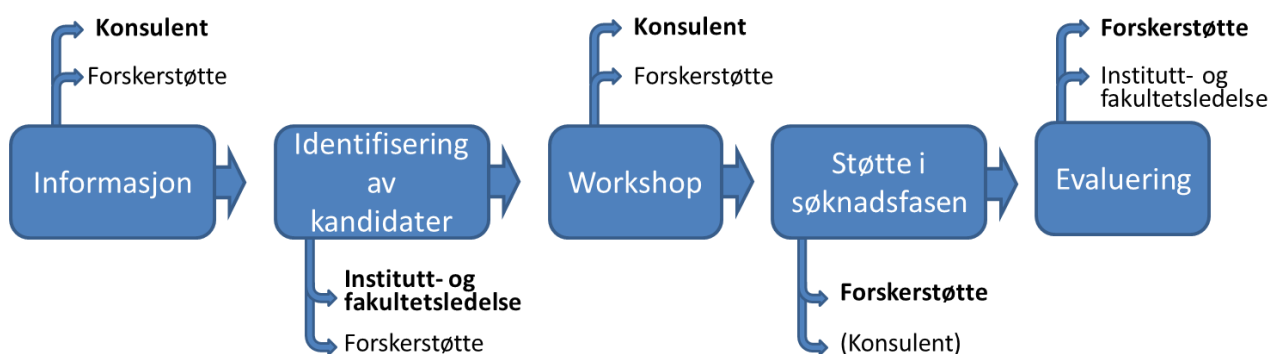 Konsulent
Forskerstøtte
Informasjon
Identifisering
av
kandidater
Institutt- og
fakultetsledelse
Forskerstøtte
Konsulent
Forskerstøtte
Workshop
Støtte i
søknadsfasen
Forskerstøtte
(Konsulent)
Forskerstøtte
Institutt- og
fakultetsledelse
Evaluering